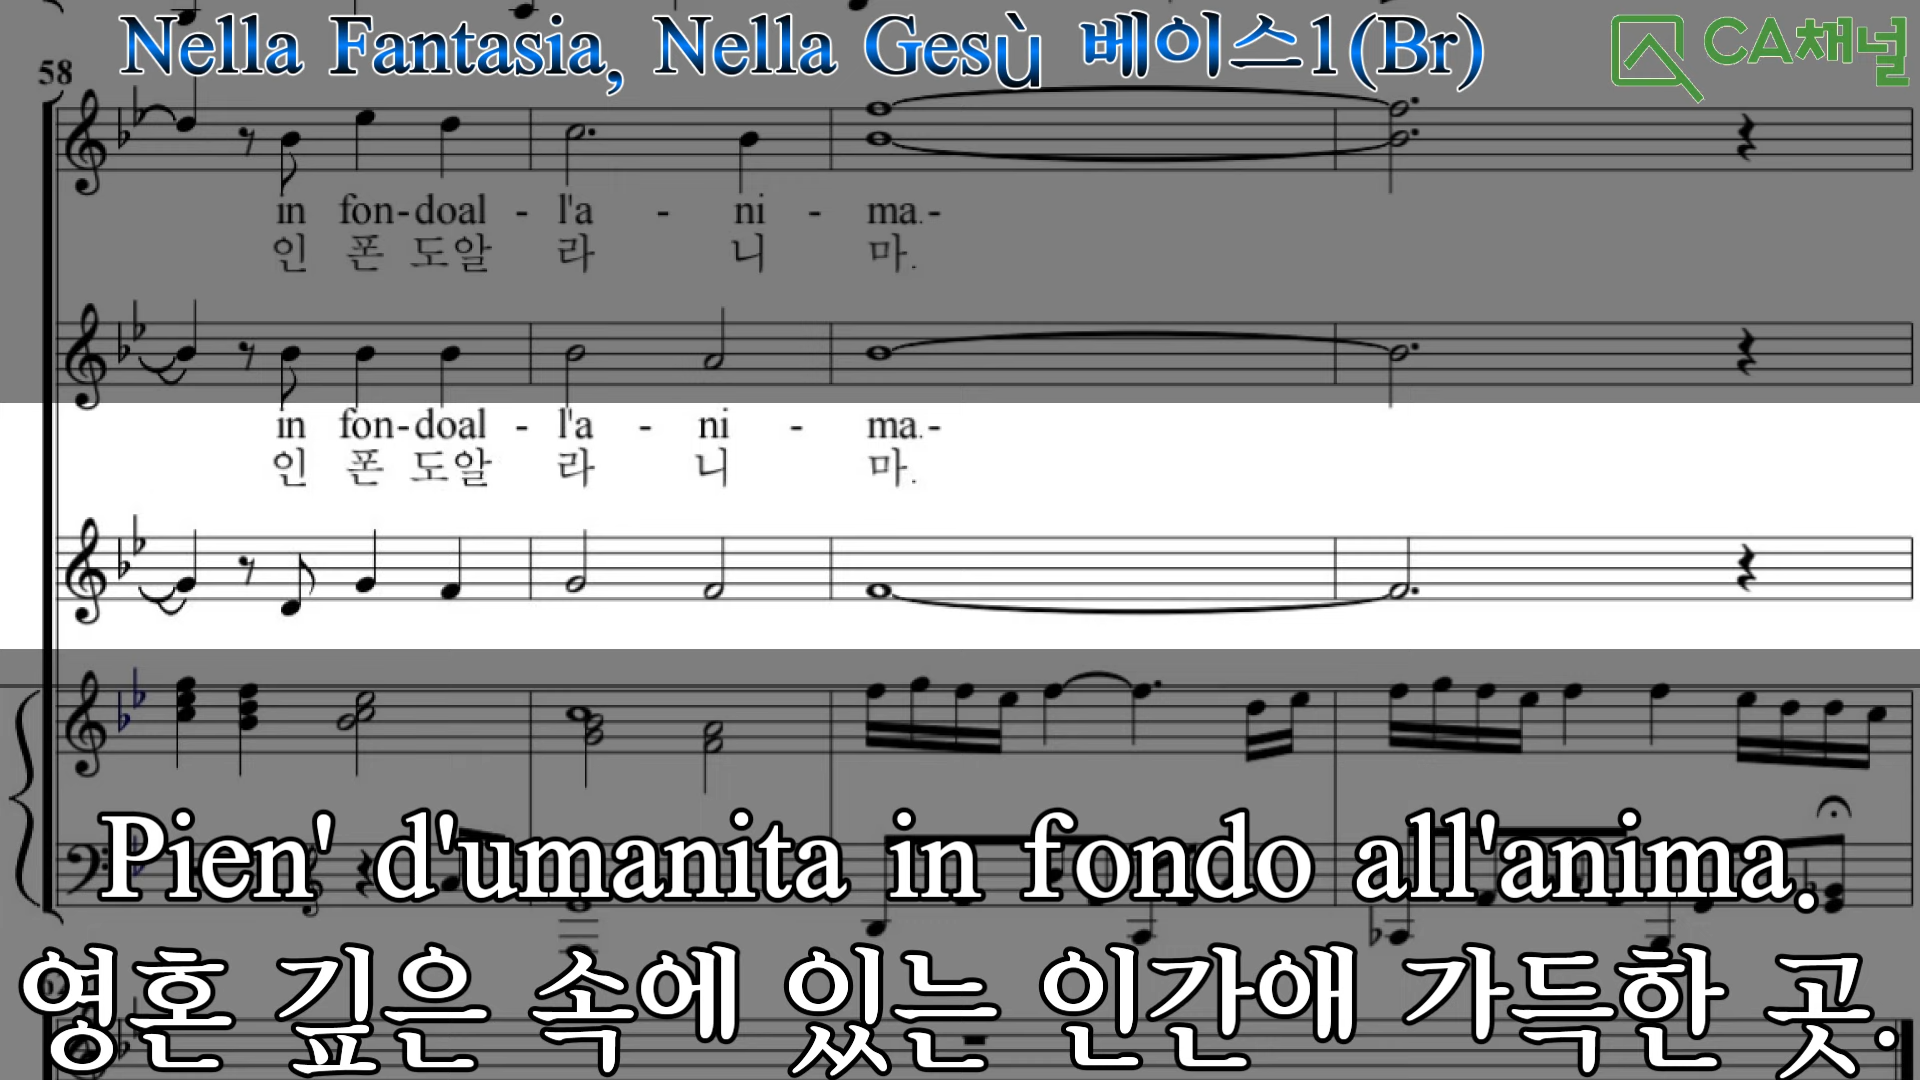 Nella Fantasia, Nella Gesù 베이스1(Br)
CA채널
58
in fon-doal - l'a - ni - ma.-
인 폰 도알 라 니 마.
in fon-doal - l'a - ni - ma.-
인 폰 도알 라 니 마.
Pien' d'umanita in fondo all'anima.
영혼 깊은 속에 있는 인간애 가득한 곳.